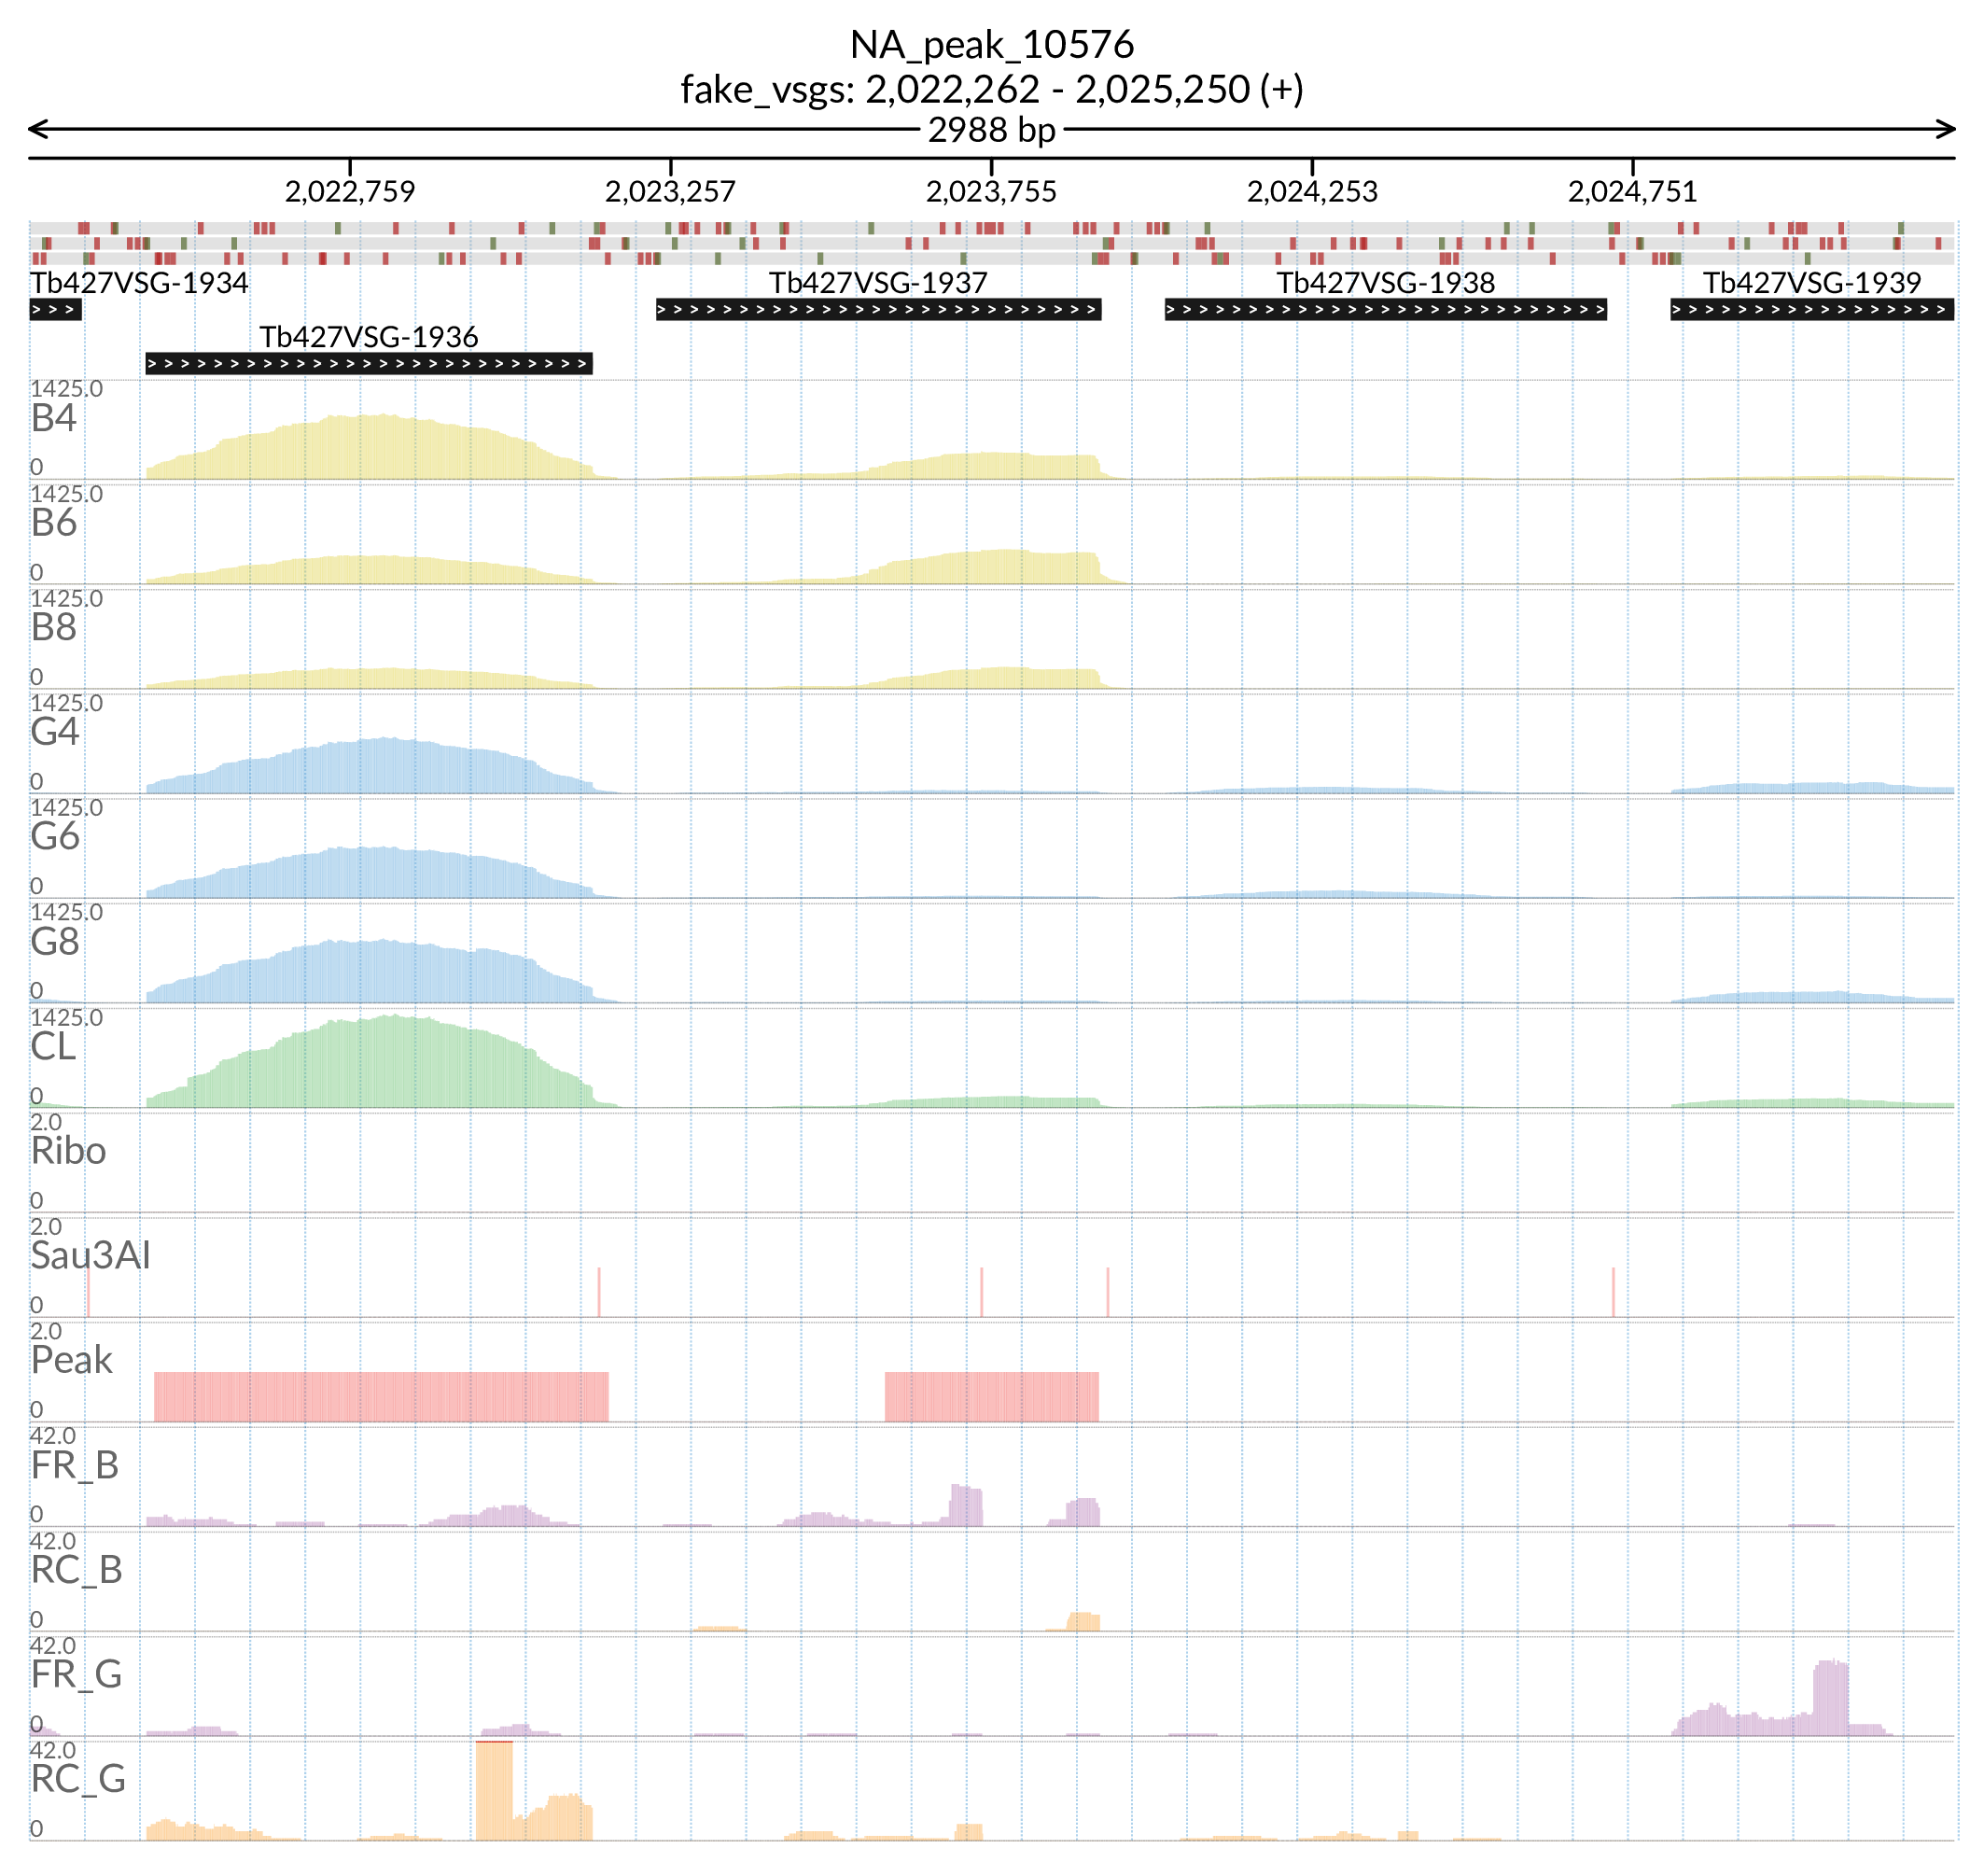 NA_peak_10576
fake_vsgs: 2,022,262 - 2,025,250 (+)
2988 bp
2,022,759 2,023,257 2,023,755 2,024,253 2,024,751
Tb427VSG-1934 Tb427VSG-1937 Tb427VSG-1938 Tb427VSG-1939
Tb427VSG-1936
1425.0
B4
0
1425.0
B6
0
1425.0
B8
0
1425.0
G4
0
1425.0
G6
0
1425.0
G8
0
1425.0
CL
0
2.0
Ribo
0
2.0
Sau3AI
0
2.0
Peak
0
42.0
FR_B
0
42.0
RC_B
0
42.0
FR_G
0
42.0
RC_G
0